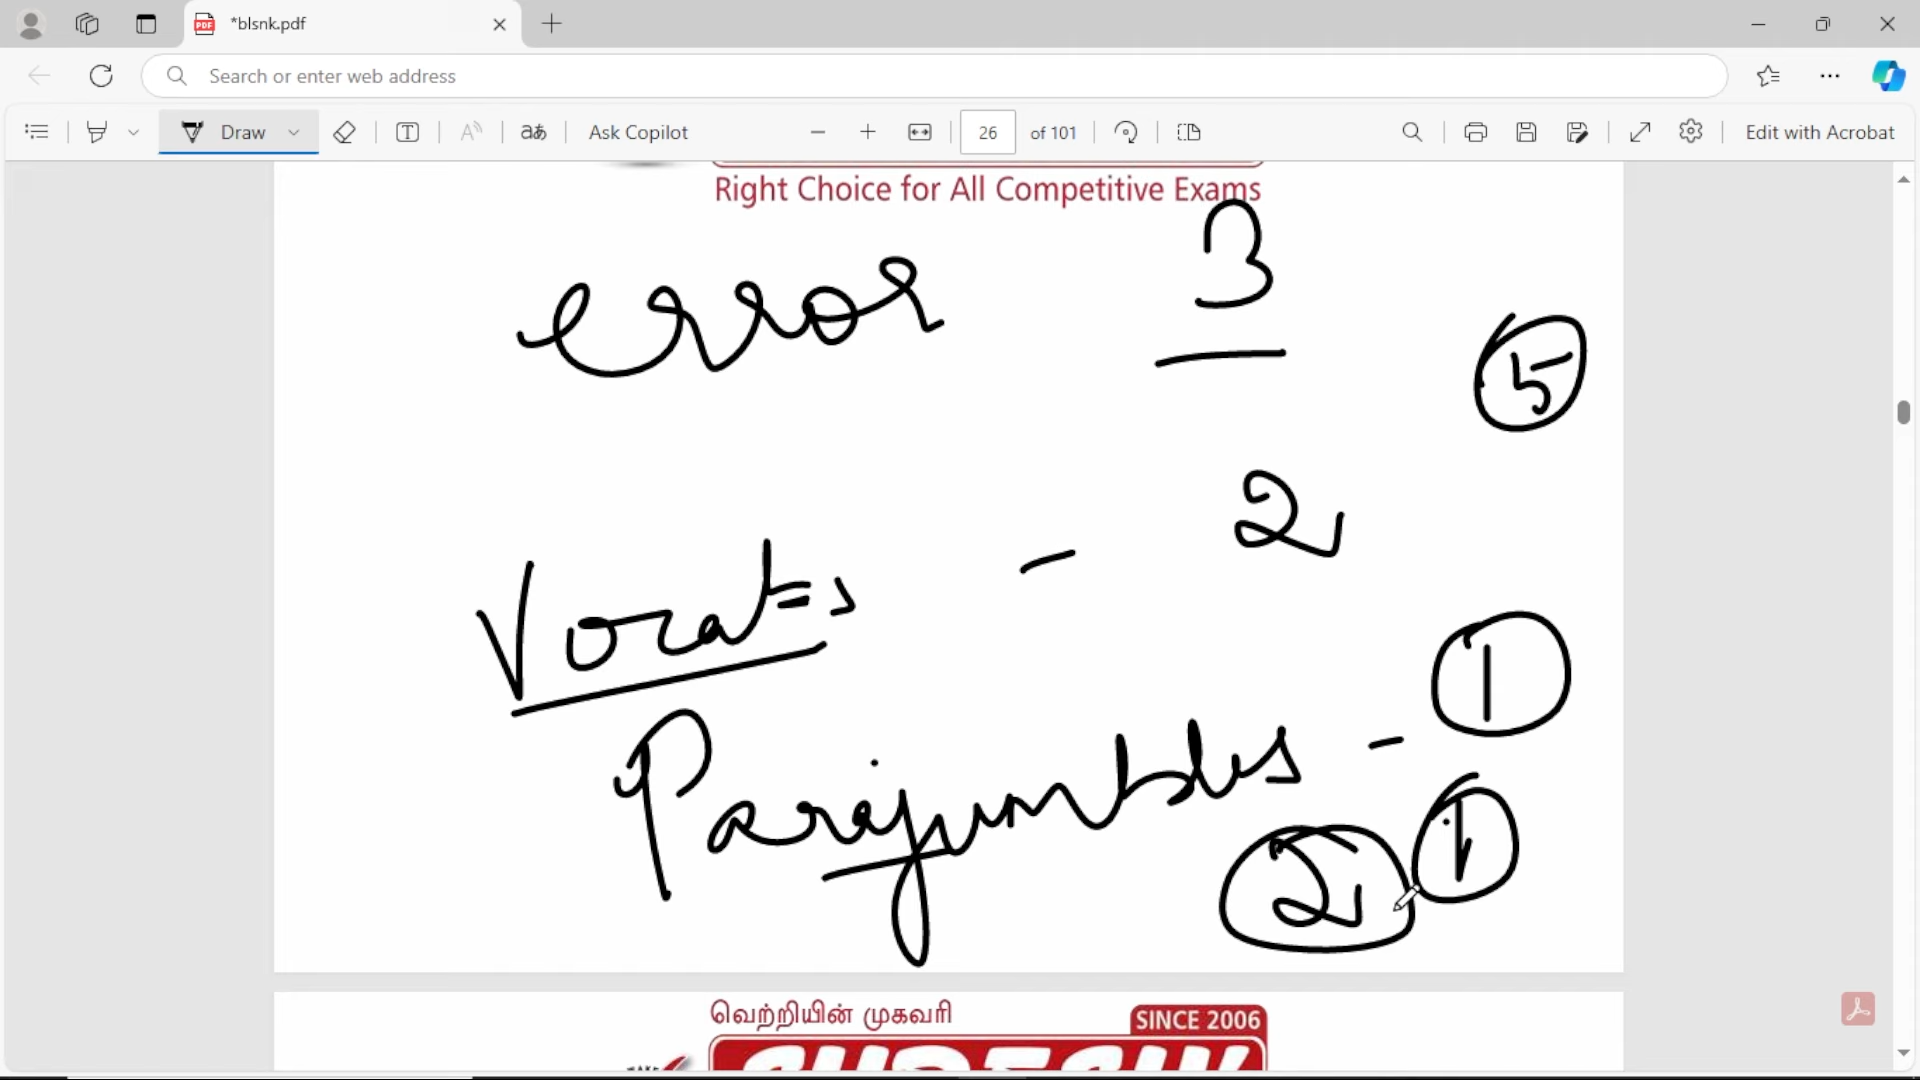 *blsnk.pdf
Search or enter web address
Draw
Ask Copilot
26 of 101
Edit with Acrobat
Right Choice for All Competitive Exams
error 3
5
2
-
1
Parajumbles -
1
2
வெற்றியின் முகவரி
SINCE 2006